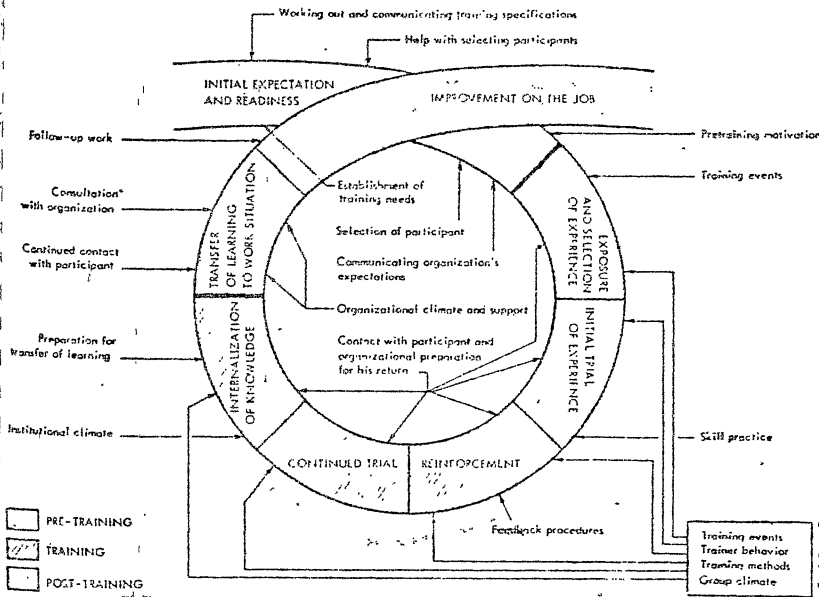 Working out and communicating training specifications
Help with selecting participants
INITIAL EXPECTATION
AND READINESS
IMPROVEMENT ON THE JOB
Follow-up work
Pretraining motivation
Training events
Consultation
with organization
Establishment of
training needs
TRANSFER
OF LEARNING
TO WORK SITUATION
EXPOSURE
AND SELECTION
OF EXPERIENCE
Selection of participant
Continued contact
with participant
Communicating organization's
expectations
Organizational climate and support
Preparation for
transfer of learning
Contact with participant and
organizational preparation
for his return
INTERNALIZATION
OF KNOWLEDGE
INITIAL TRIAL
OF EXPERIENCE
Institutional climate
Skill practice
CONTINUED TRIAL
REINFORCEMENT
Feedback procedures
PRE-TRAINING
TRAINING
POST-TRAINING
Training events
Trainer behavior
Training methods
Group climate